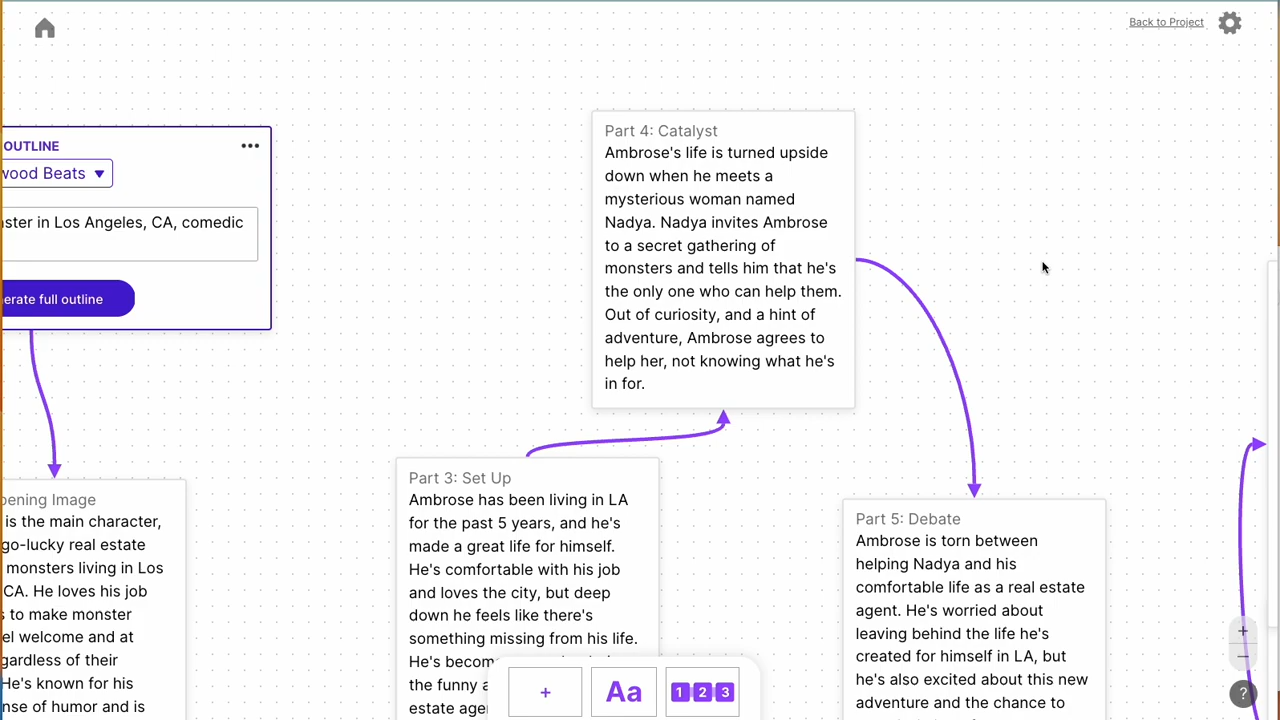 Back to Project
OUTLINE
wood Beats
in Los Angeles, CA, comedic
erate full outline
Part 4: Catalyst
Ambrose's life is turned upside
down when he meets a
mysterious woman named
Nadya. Nadya invites Ambrose
to a secret gathering of
monsters and tells him that he's
the only one who can help them.
Out of curiosity, and a hint of
adventure, Ambrose agrees to
help her, not knowing what he's
in for.
Part 3: Set Up
Ambrose has been living in LA
for the past 5 years, and he's
made a great life for himself.
He's comfortable with his job
and loves the city, but deep
down he feels like there's
something missing from his life.
He's becom
the funny a
estate age
pening Image
is the main character,
go-lucky real estate
monsters living in Los
CA. He loves his job
s to make monster
el welcome and at
gardless of their
He's known for his
nse of humor and is
Part 5: Debate
Ambrose is torn between
helping Nadya and his
comfortable life as a real estate
agent. He's worried about
leaving behind the life he's
created for himself in LA, but
he's also excited about this new
adventure and the chance to
+
Aa
1 2 3
+
−
?